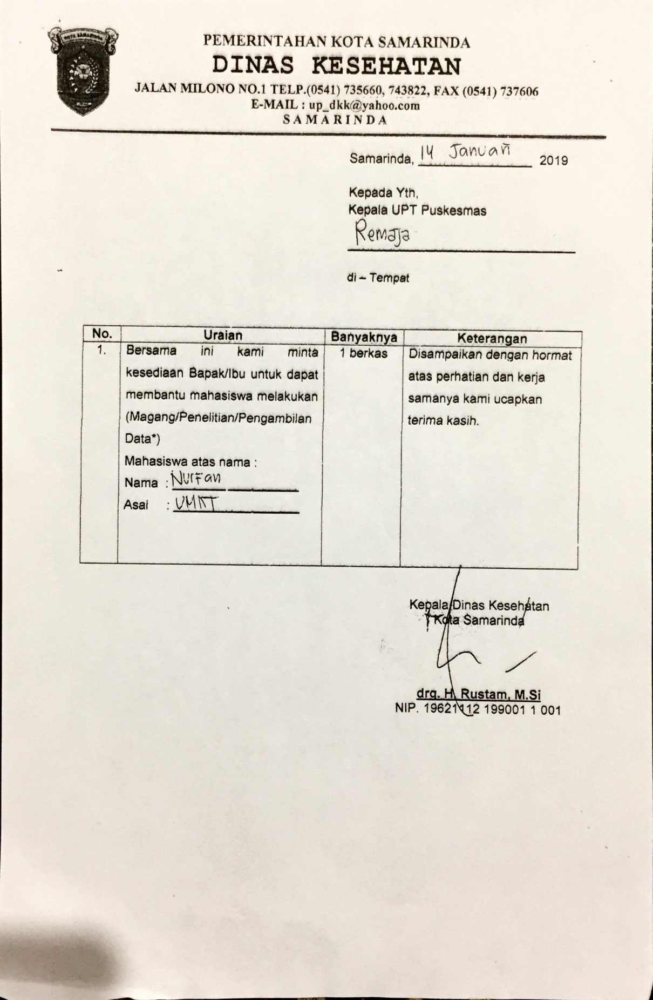 KOTA SAMARINDA
PEMERINTAHAN KOTA SAMARINDA
DINAS KESEHATAN
JALAN MILONO NO.1 TELP.(0541) 735660, 743822, FAX (0541) 737606
E-MAIL : up_dkk@yahoo.com
SAMARINDA
Samarinda, 14 Januari 2019
Kepada Yth,
Kepala UPT Puskesmas
Remaja
di – Tempat
No. Uraian Banyaknya Keterangan
1. Bersama ini kami minta 1 berkas Disampaikan dengan hormat
kesediaan Bapak/Ibu untuk dapat atas perhatian dan kerja
membantu mahasiswa melakukan samanya kami ucapkan
(Magang/Penelitian/Pengambilan terima kasih.
Data*)
Mahasiswa atas nama :
Nama : Nurfan
Asal : UMKT
Kepala Dinas Kesehatan
Kota Samarinda
drg. H. Rustam, M.Si
NIP. 19621112 199001 1 001